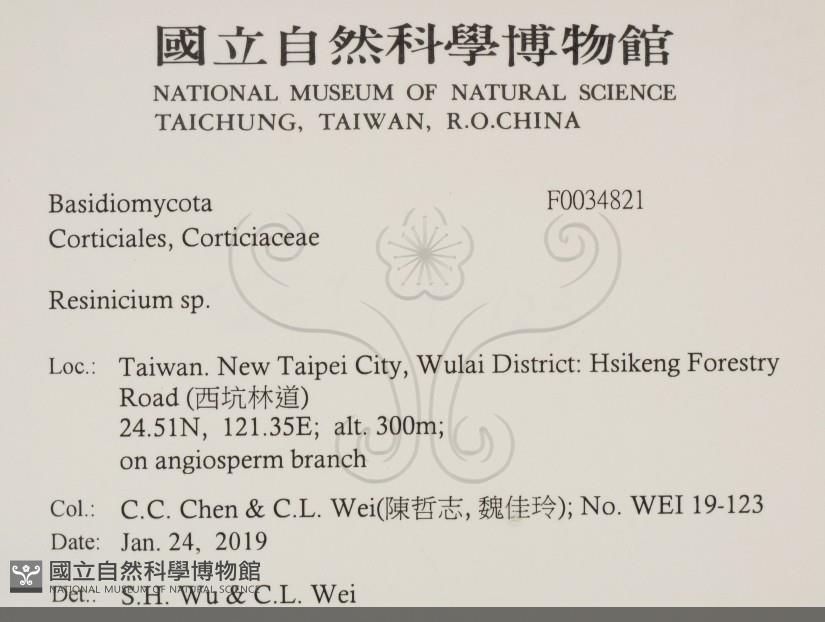 國立自然科學博物館
NATIONAL MUSEUM OF NATURAL SCIENCE
TAICHUNG, TAIWAN, R.O.CHINA
Basidiomycota F0034821
Corticiales, Corticiaceae
Resinicium sp.
Loc.: Taiwan. New Taipei City, Wulai District: Hsikeng Forestry
Road (西坑林道)
24.51N, 121.35E; alt. 300m;
on angiosperm branch
Col.: C.C. Chen & C.L. Wei(陳哲志, 魏佳玲); No. WEI 19-123
Date: Jan. 24, 2019
國立自然科學博物館
NATIONAL MUSEUM OF NATURAL SCIENCE
Det.: S.H. Wu & C.L. Wei